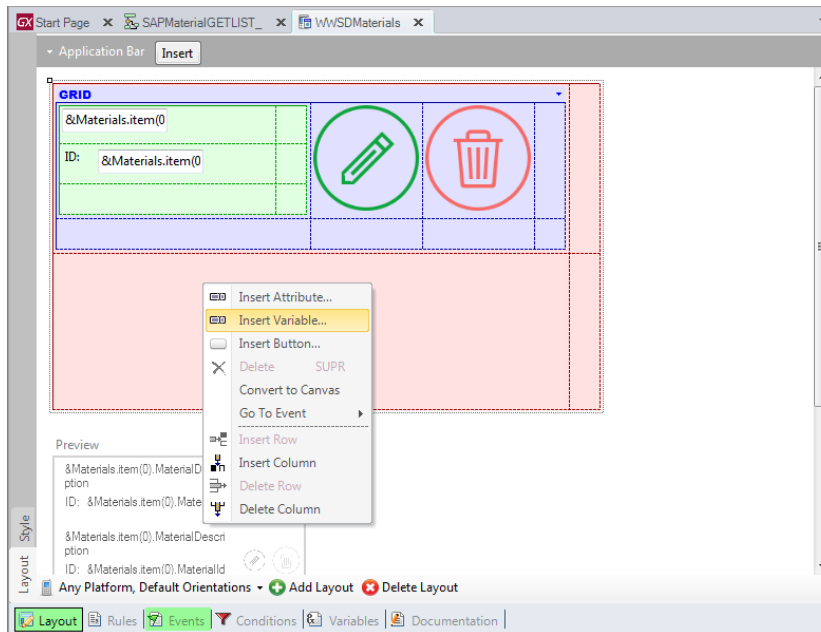 GX Start Page SAPMaterialGETLIST_ WWSDMaterials
Application Bar Insert
GRID
&Materials.item(0
ID: &Materials.item(0
Insert Attribute...
Insert Variable...
Insert Button...
Delete SUPR
Convert to Canvas
Go To Event
Insert Row
Insert Column
Delete Row
Delete Column
Preview
&Materials.item(0).MaterialD
ption
ID: &Materials.item(0).Mate
&Materials.item(0).MaterialDescri
ption
ID: &Materials.item(0).MaterialId
Style
Layout
Any Platform, Default Orientations Add Layout Delete Layout
Layout Rules Events Conditions Variables Documentation